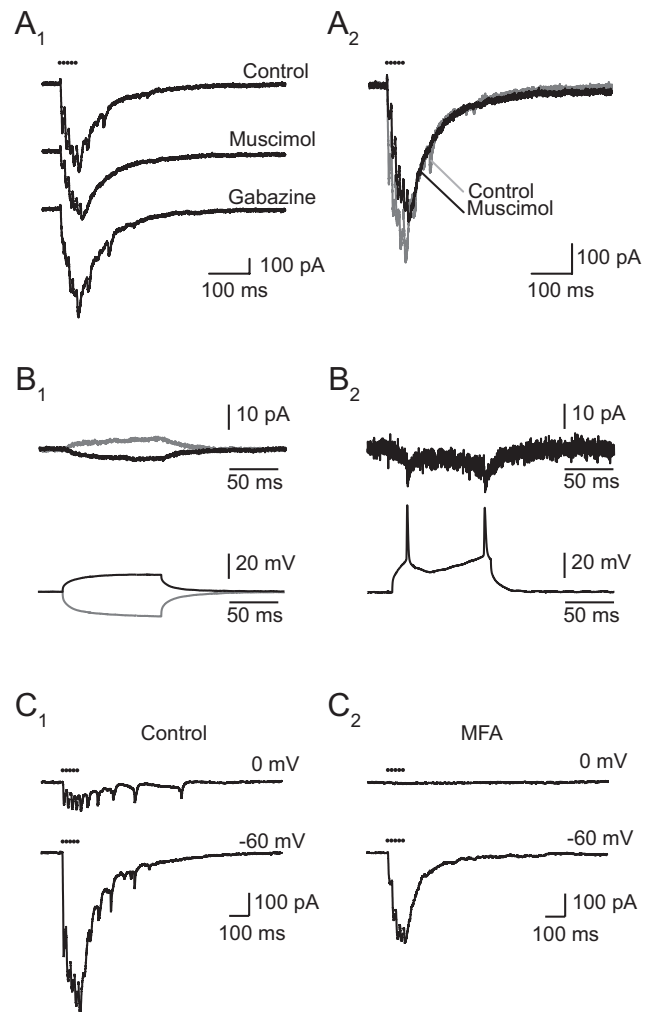 A1
Control
Muscimol
Gabazine
100 pA
100 ms
A2
Control
Muscimol
100 pA
100 ms
B1
10 pA
50 ms
20 mV
50 ms
B2
10 pA
50 ms
20 mV
50 ms
C1
Control
0 mV
-60 mV
100 pA
100 ms
C2
MFA
0 mV
-60 mV
100 pA
100 ms